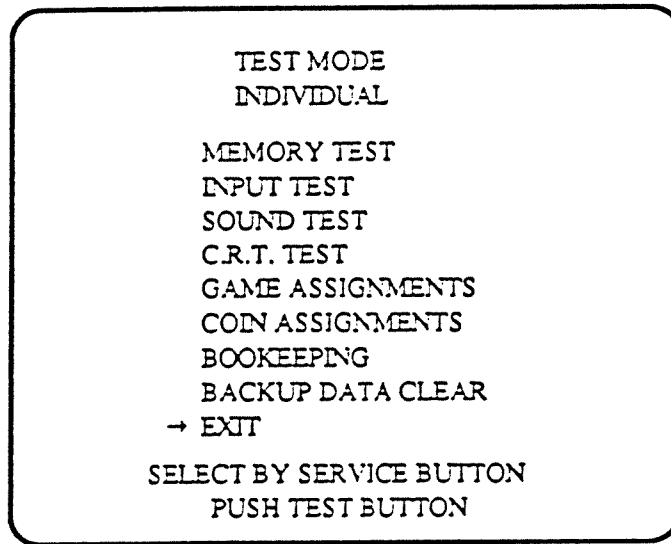 TEST MODE
INDIVIDUAL
MEMORY TEST
INPUT TEST
SOUND TEST
C.R.T. TEST
GAME ASSIGNMENTS
COIN ASSIGNMENTS
BOOKEEPING
BACKUP DATA CLEAR
→ EXIT
SELECT BY SERVICE BUTTON
PUSH TEST BUTTON